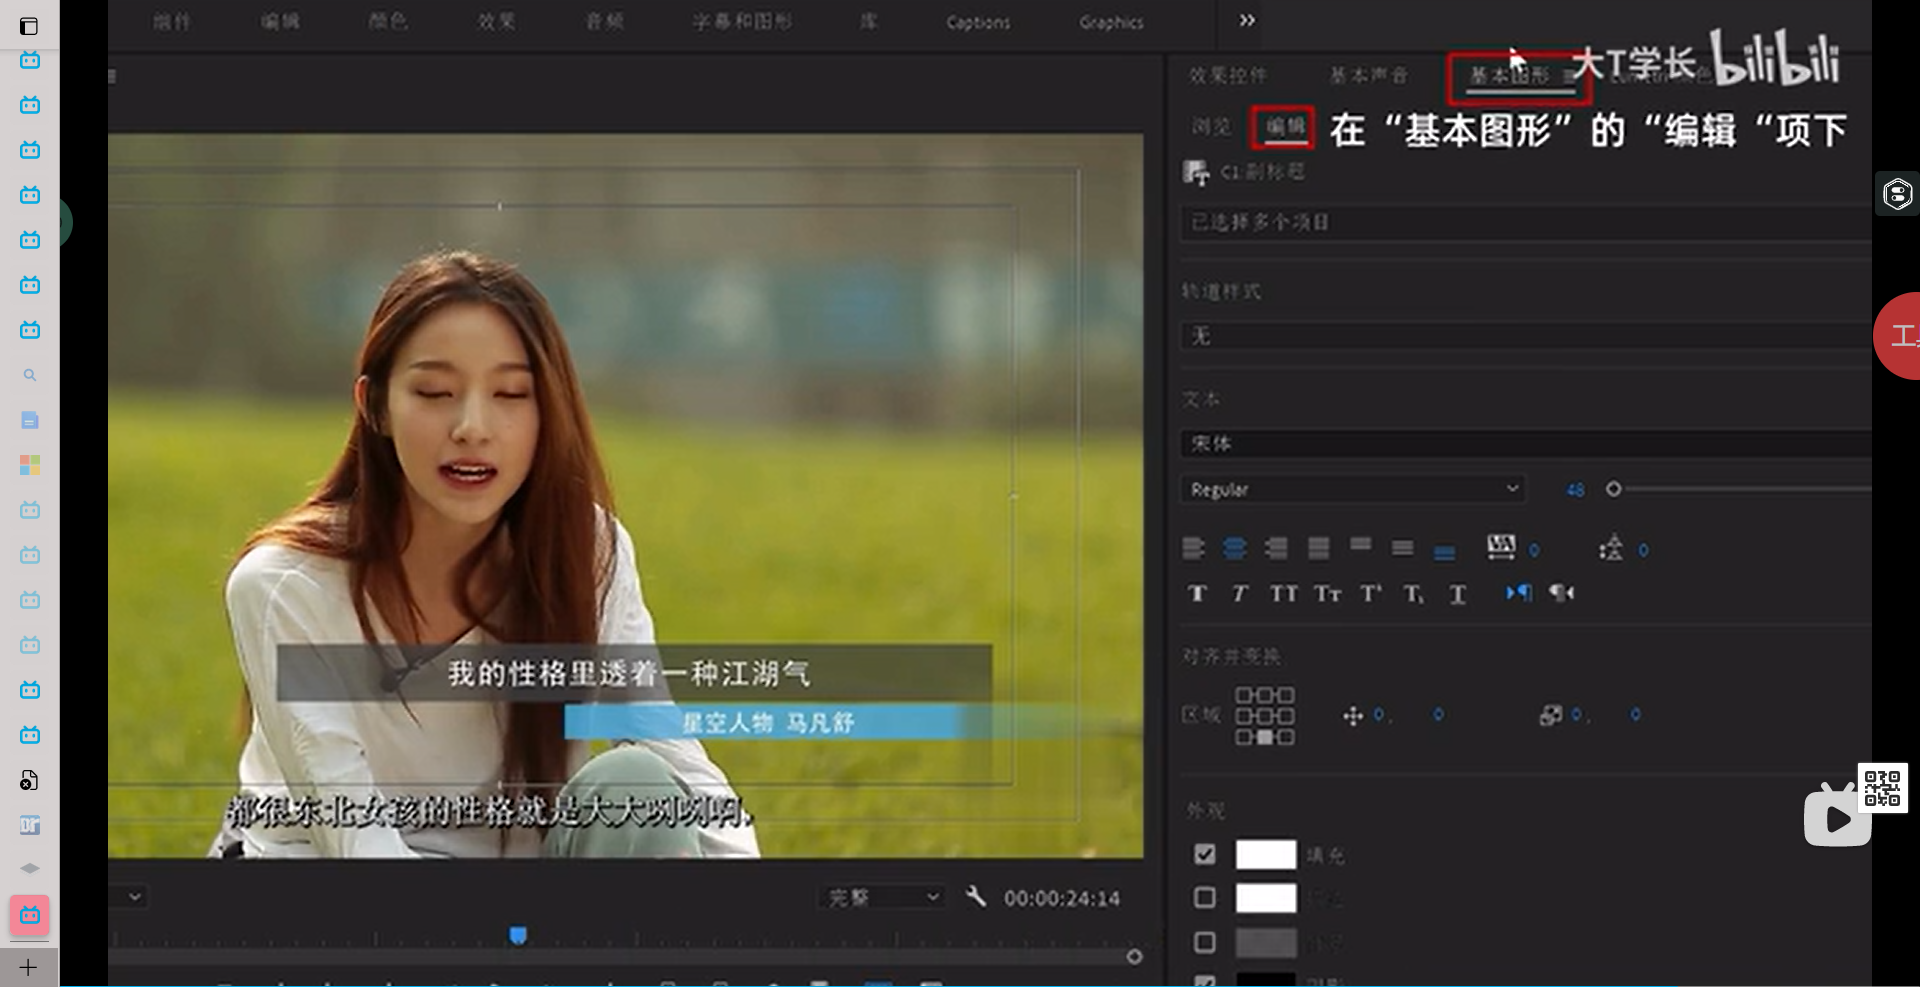 组件 编辑 颜色 效果 音频 字幕和图形 库 Captions Graphics
大T学长 bilibili
效果控件 基本声音 基本图形
浏览 编辑 在“基本图形”的“编辑“项下
C1:副标题
已选择多个项目
轨道样式
无
文本
宋体
Regular 48
0 0
对齐并变换
区域 0 , 0 0 , 0
外观
填充
我的性格里透着一种江湖气
星空人物 马凡舒
都很东北女孩的性格就是大大咧咧啊,
完整 00:00:24:14